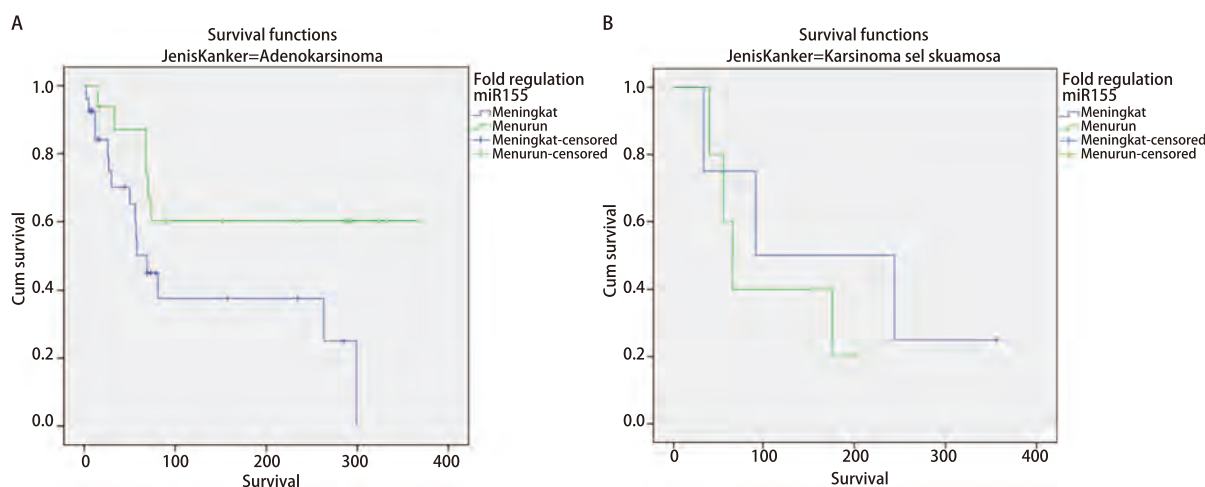 A
Survival functions
JenisKanker=Adenokarsinoma
Fold regulation
miR155
Meningkat
Menurun
Meningkat-censored
Menurun-censored
Cum survival
1.0
0.8
0.6
0.4
0.2
0.0
0 100 200 300 400
Survival
B
Survival functions
JenisKanker=Karsinoma sel skuamosa
Fold regulation
miR155
Meningkat
Menurun
Meningkat-censored
Menurun-censored
Cum survival
1.0
0.8
0.6
0.4
0.2
0.0
0 100 200 300 400
Survival